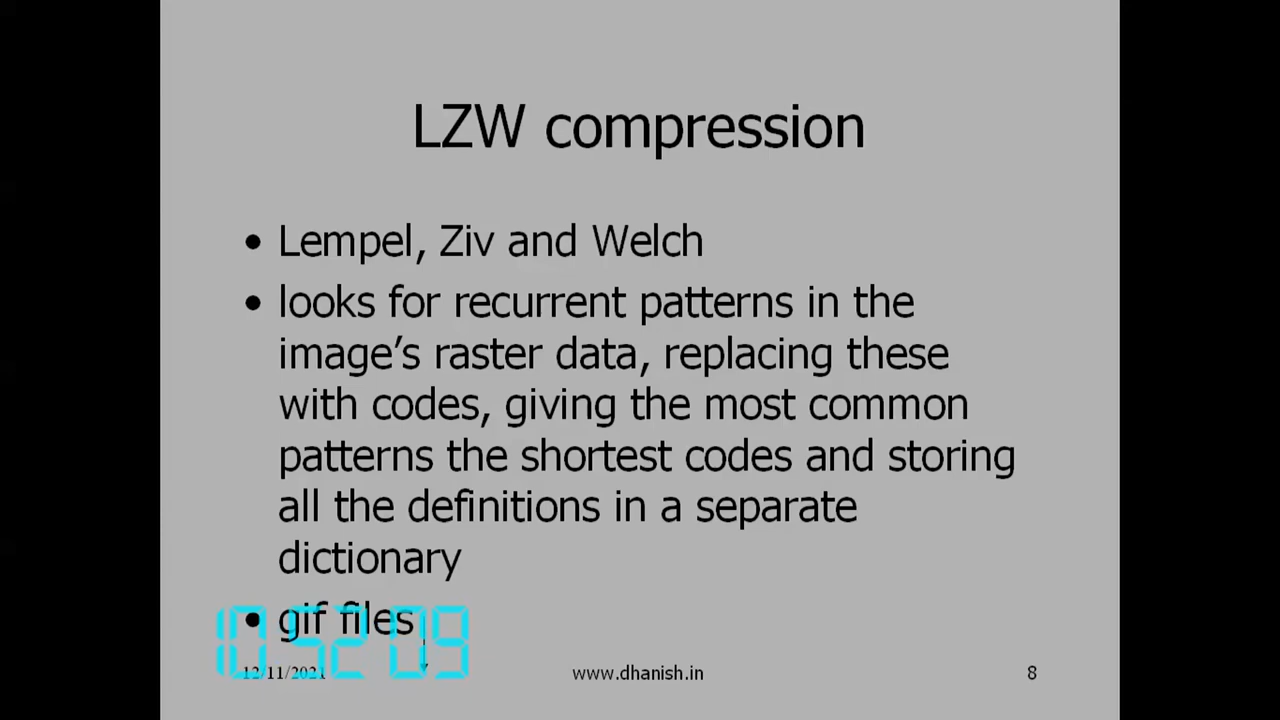 LZW compression
• Lempel, Ziv and Welch
• looks for recurrent patterns in the
image’s raster data, replacing these
with codes, giving the most common
patterns the shortest codes and storing
all the definitions in a separate
dictionary
• gif files
10 52 09
12/11/2021 www.dhanish.in 8